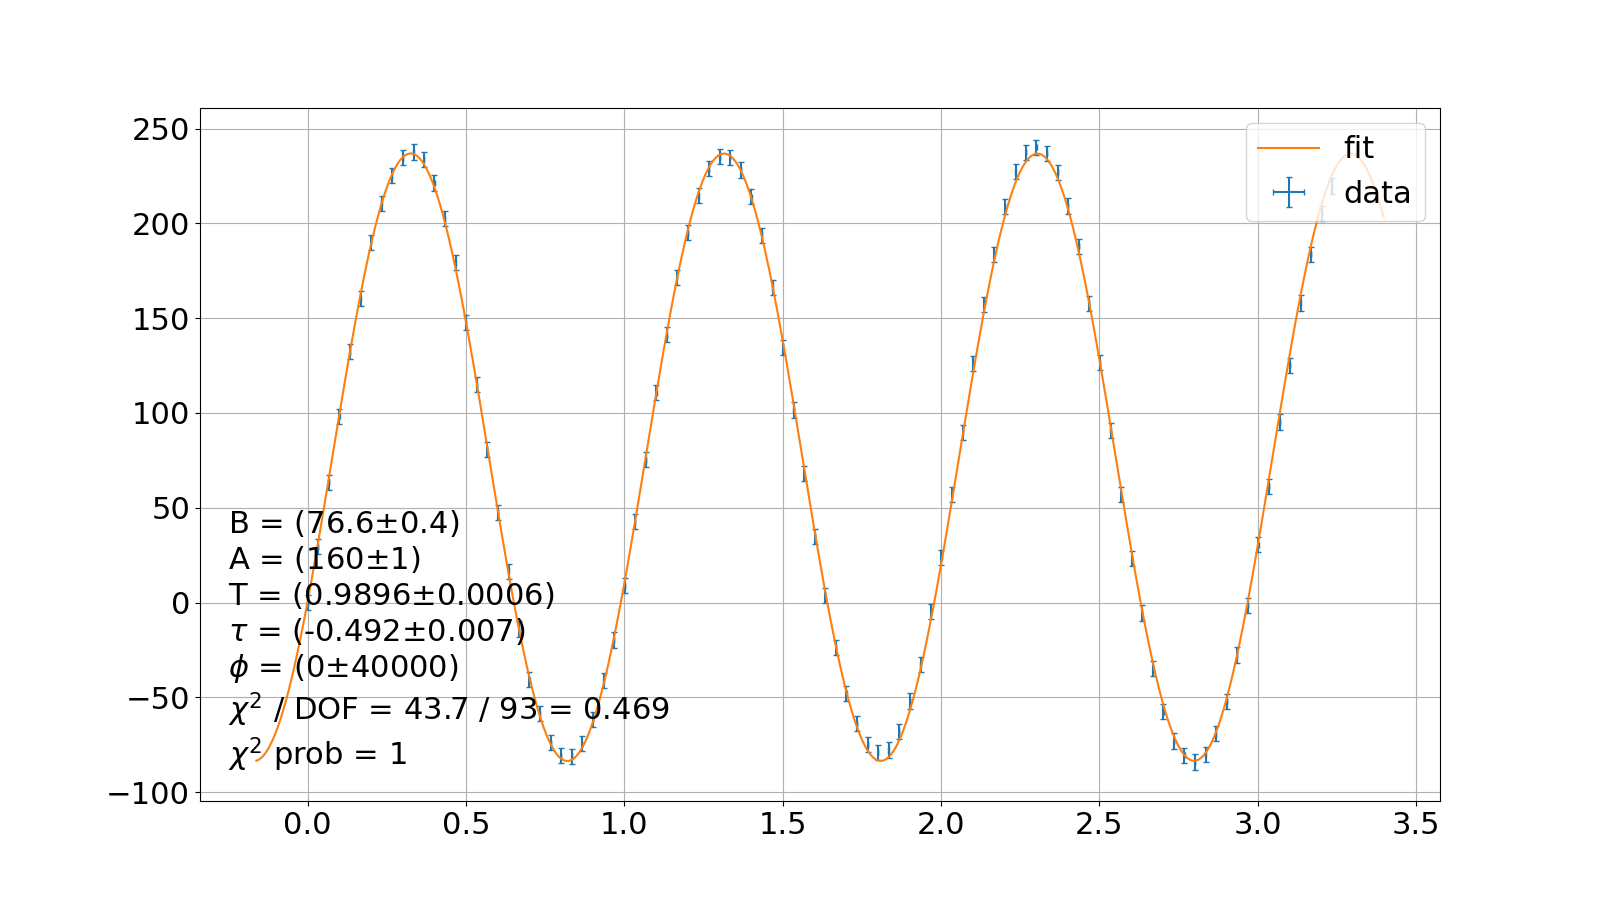 250
200
150
100
50
0
−50
−100
0.0 0.5 1.0 1.5 2.0 2.5 3.0 3.5
fit
data
B = (76.6±0.4)
A = (160±1)
T = (0.9896±0.0006)
τ = (-0.492±0.007)
ϕ = (0±40000)
χ² / DOF = 43.7 / 93 = 0.469
χ² prob = 1